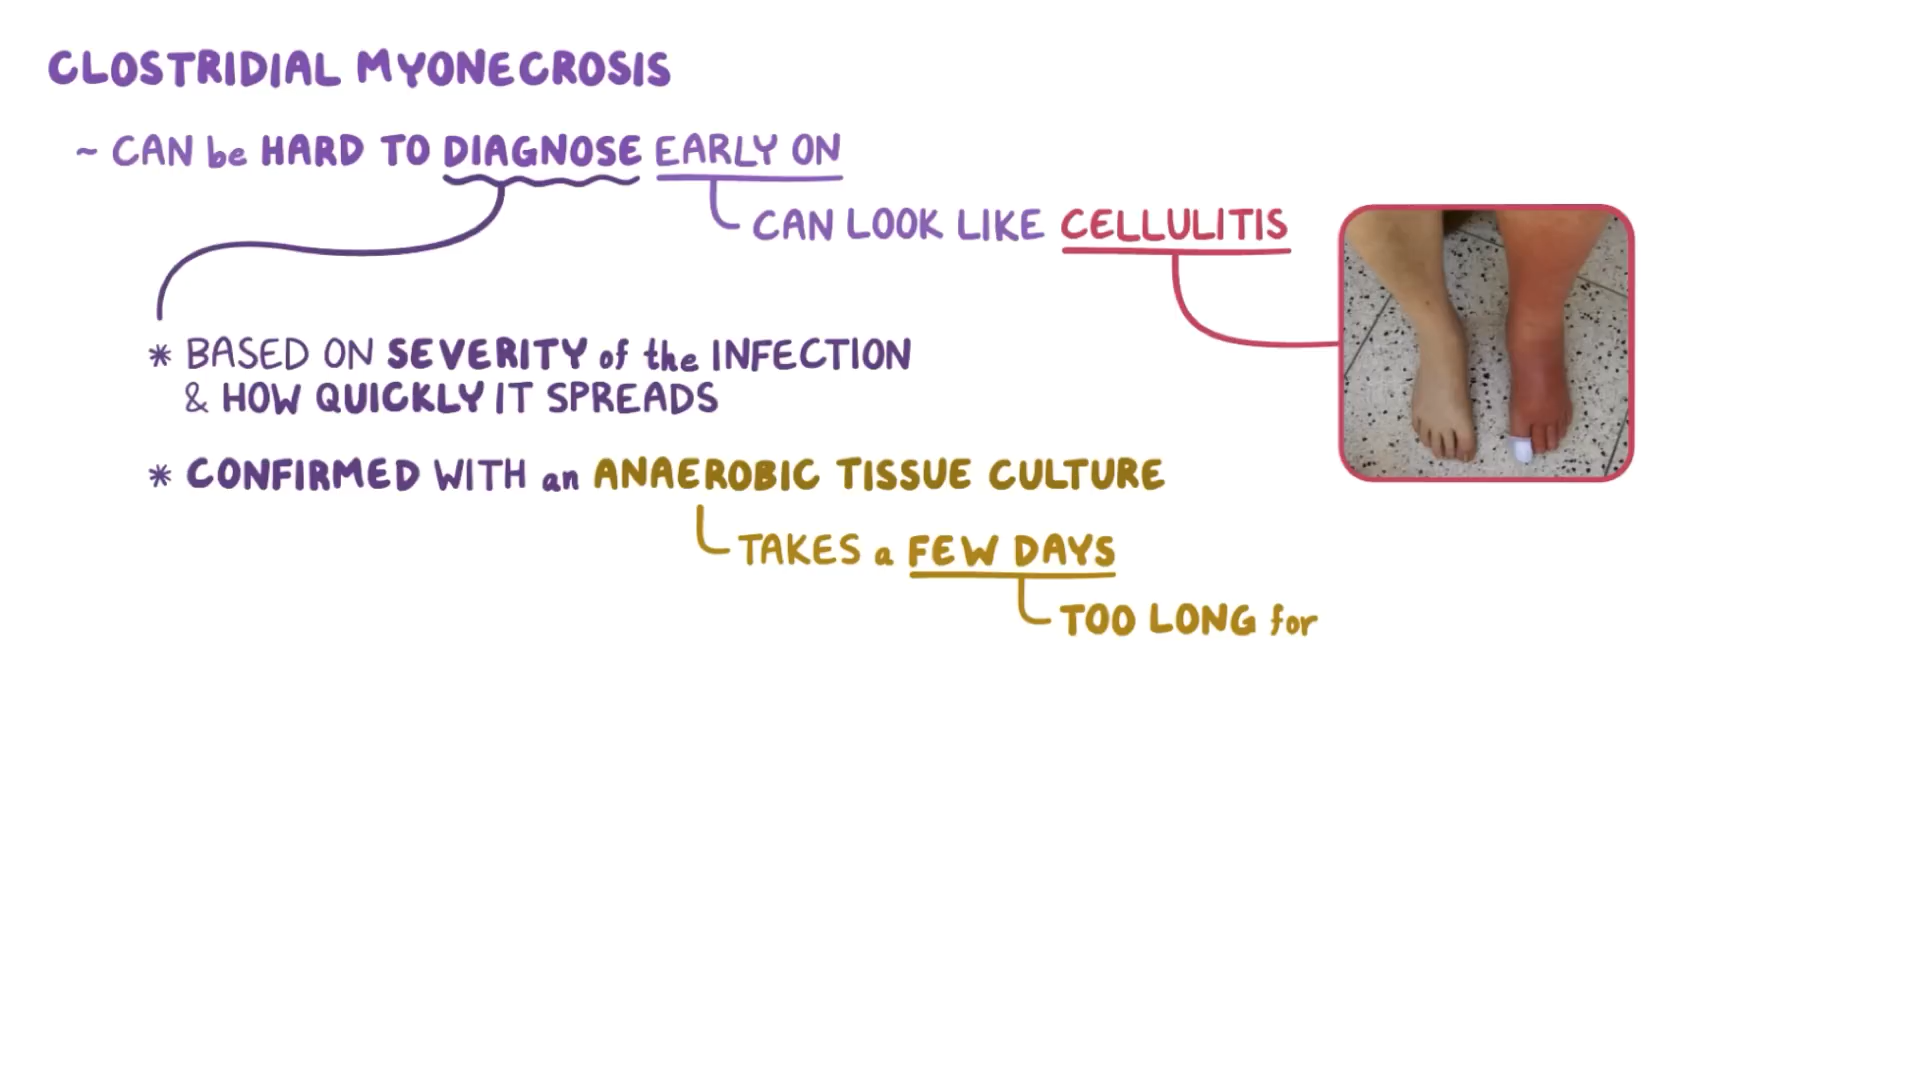 CLOSTRIDIAL MYONECROSIS
~ CAN be HARD TO DIAGNOSE EARLY ON
CAN LOOK LIKE CELLULITIS
* BASED ON SEVERITY of the INFECTION
& HOW QUICKLY IT SPREADS
* CONFIRMED WITH an ANAEROBIC TISSUE CULTURE
TAKES a FEW DAYS
TOO LONG for